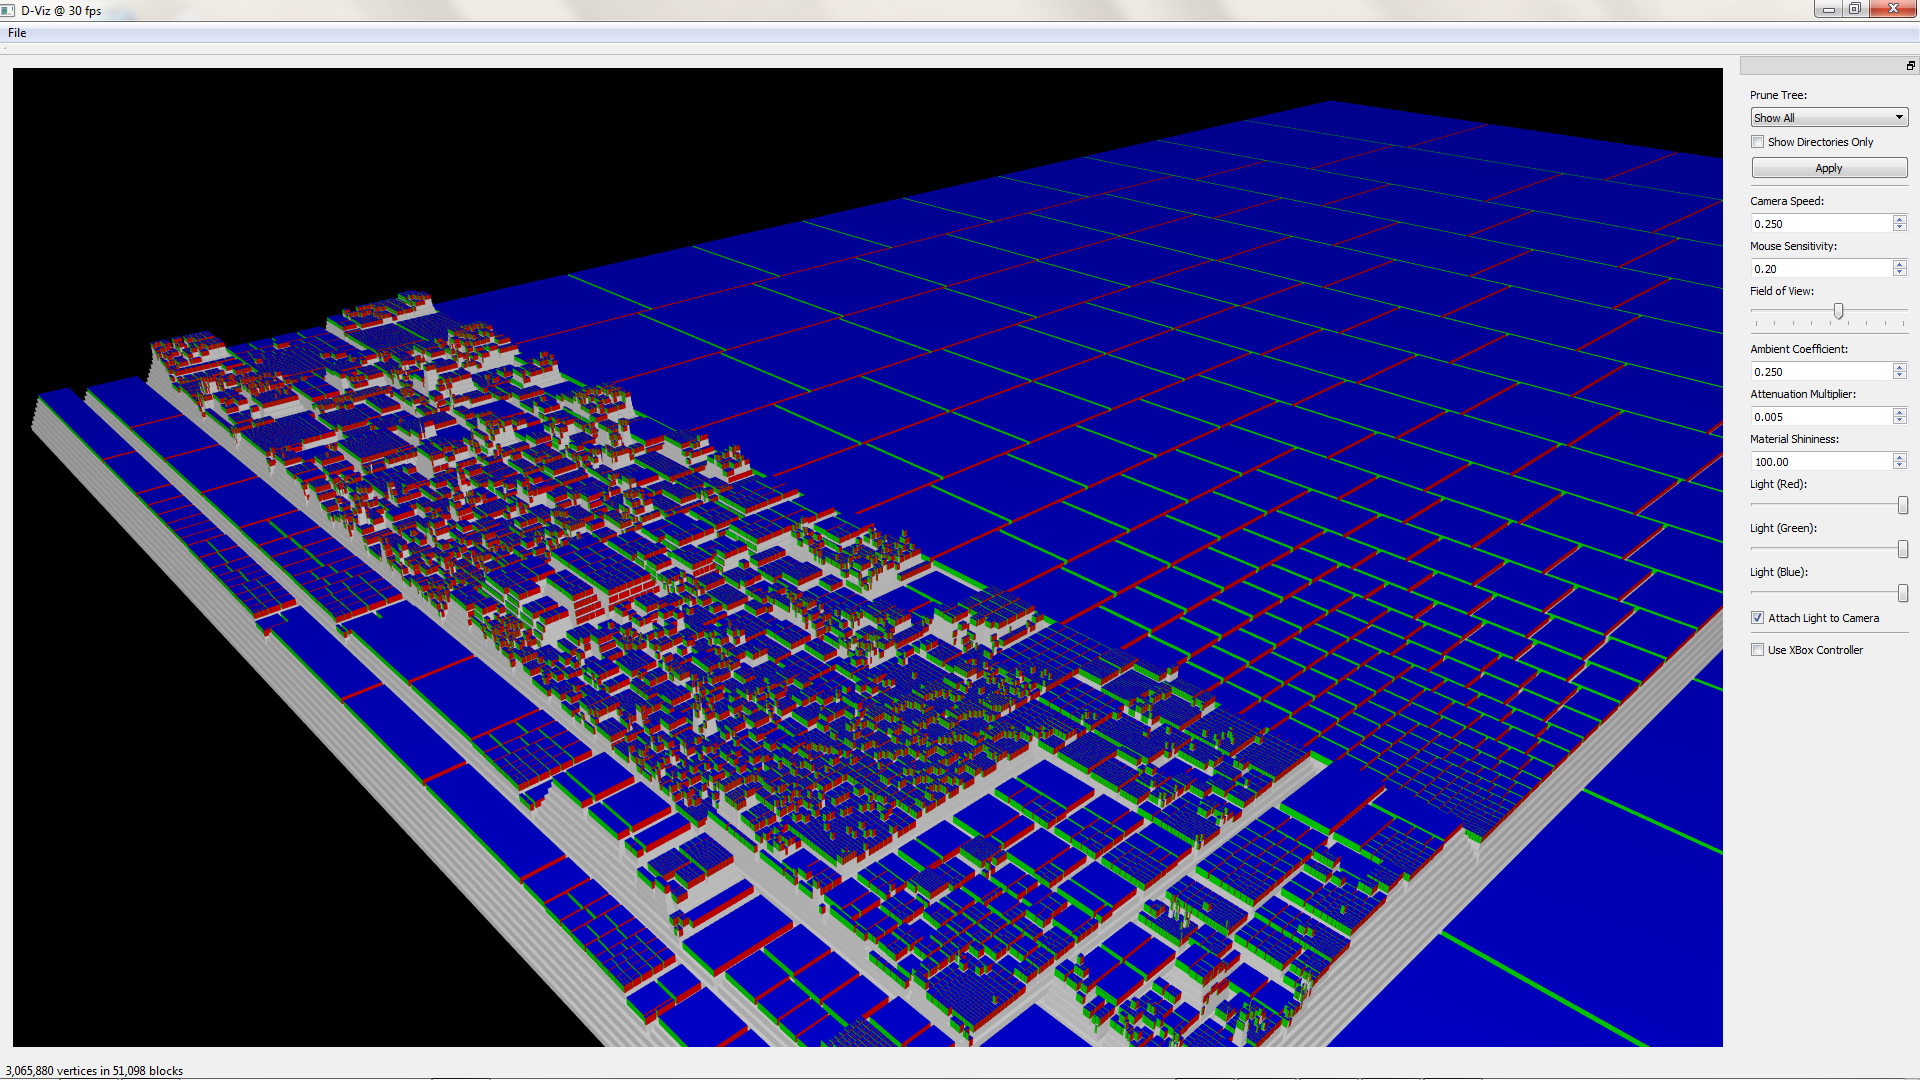 D-Viz @ 30 fps
File
Prune Tree:
Show All
Show Directories Only
Apply
Camera Speed:
0.250
Mouse Sensitivity:
0.20
Field of View:
Ambient Coefficient:
0.250
Attenuation Multiplier:
0.005
Material Shininess:
100.00
Light (Red):
Light (Green):
Light (Blue):
Attach Light to Camera
Use XBox Controller
3,065,880 vertices in 51,098 blocks